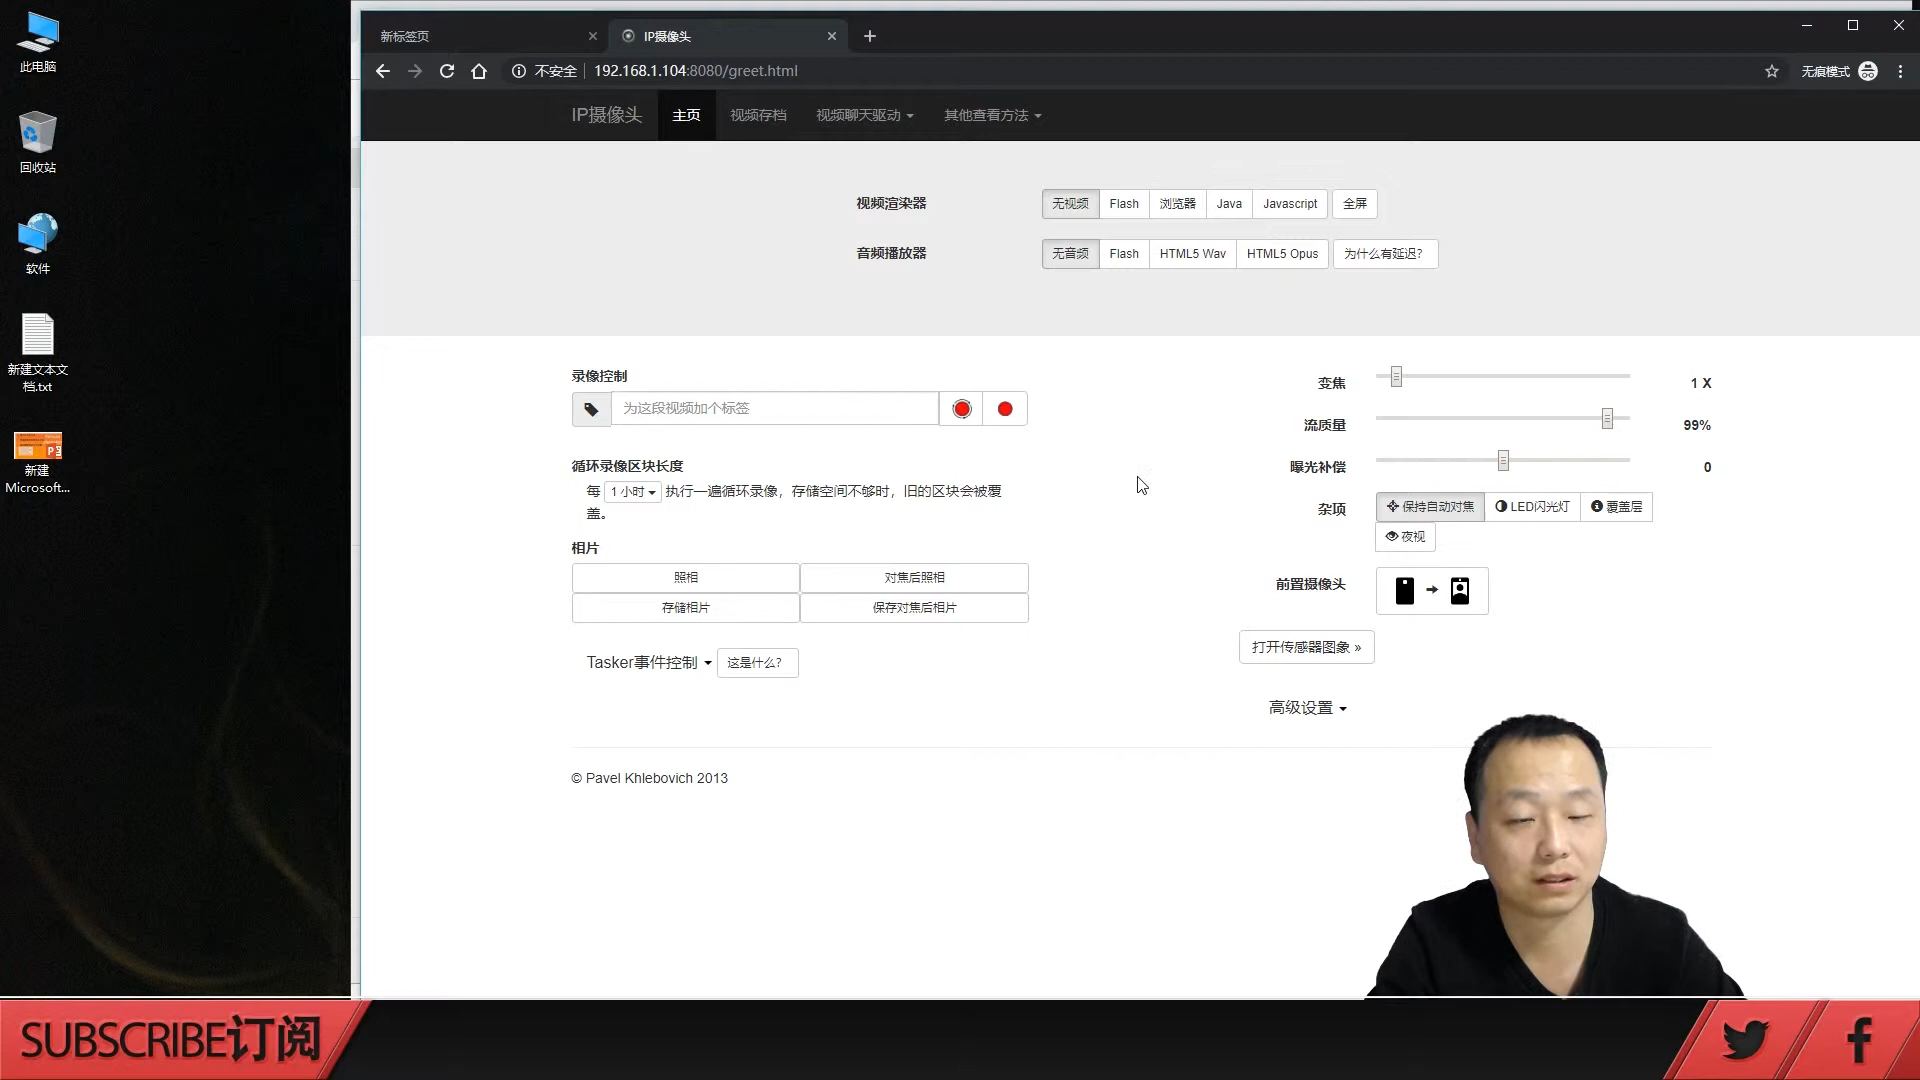 此电脑
回收站
软件
新建文本文
档.txt
新建
Microsoft...
新标签页
IP摄像头
不安全
192.168.1.104:8080/greet.html
无痕模式
IP摄像头
主页
视频存档
视频聊天驱动
其他查看方法
视频渲染器
无视频
Flash
浏览器
Java
Javascript
全屏
音频播放器
无音频
Flash
HTML5 Wav
HTML5 Opus
为什么有延迟?
录像控制
为这段视频加个标签
循环录像区块长度
每 1 小时 执行一遍循环录像，存储空间不够时，旧的区块会被覆
盖。
相片
照相
对焦后照相
存储相片
保存对焦后相片
Tasker事件控制
这是什么?
变焦
1 X
流质量
99%
曝光补偿
0
杂项
保持自动对焦
LED闪光灯
覆盖层
夜视
前置摄像头
打开传感器图象 »
高级设置
© Pavel Khlebovich 2013
SUBSCRIBE订阅